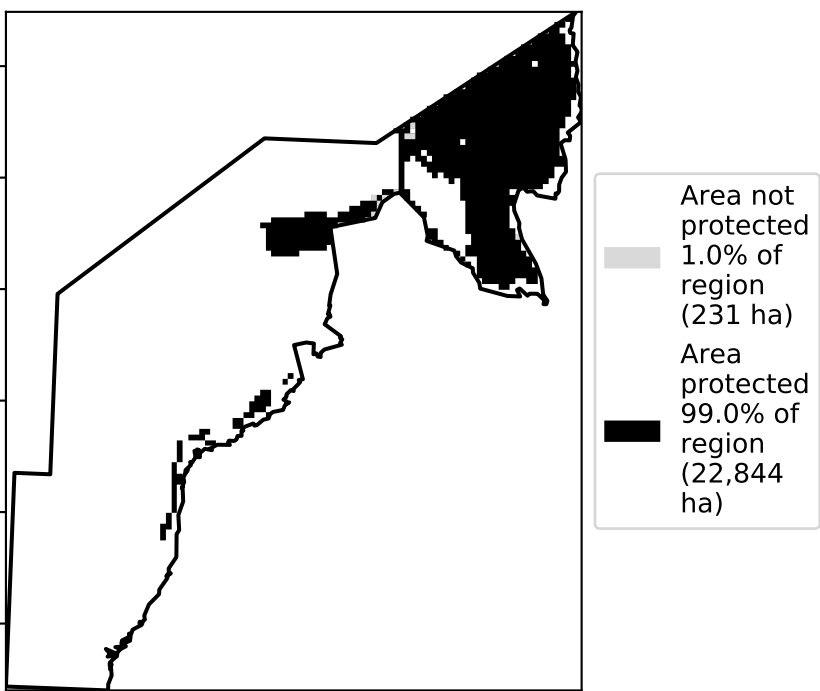 Area not
protected
1.0% of
region
(231 ha)
Area
protected
99.0% of
region
(22,844
ha)